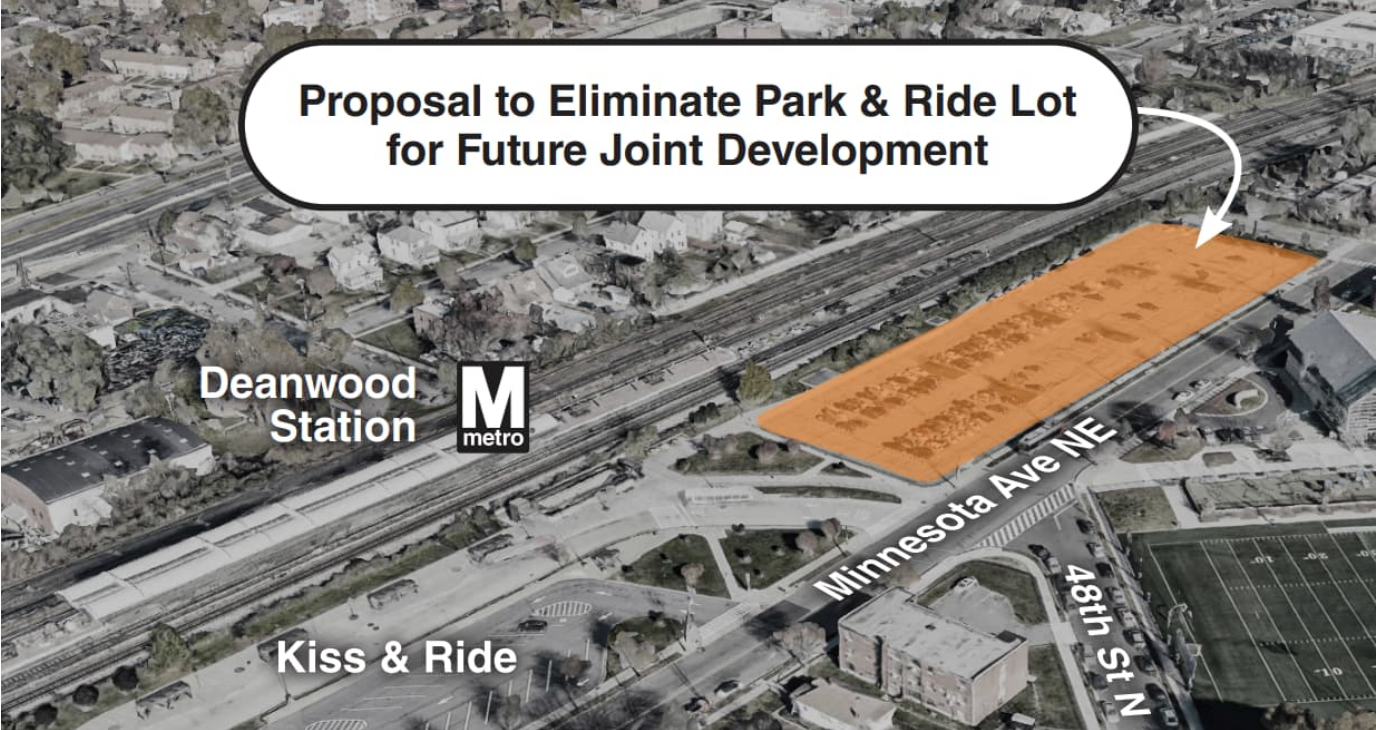 Proposal to Eliminate Park & Ride Lot
for Future Joint Development
Deanwood
Station
M
metro
Minnesota Ave NE
48th St N
Kiss & Ride